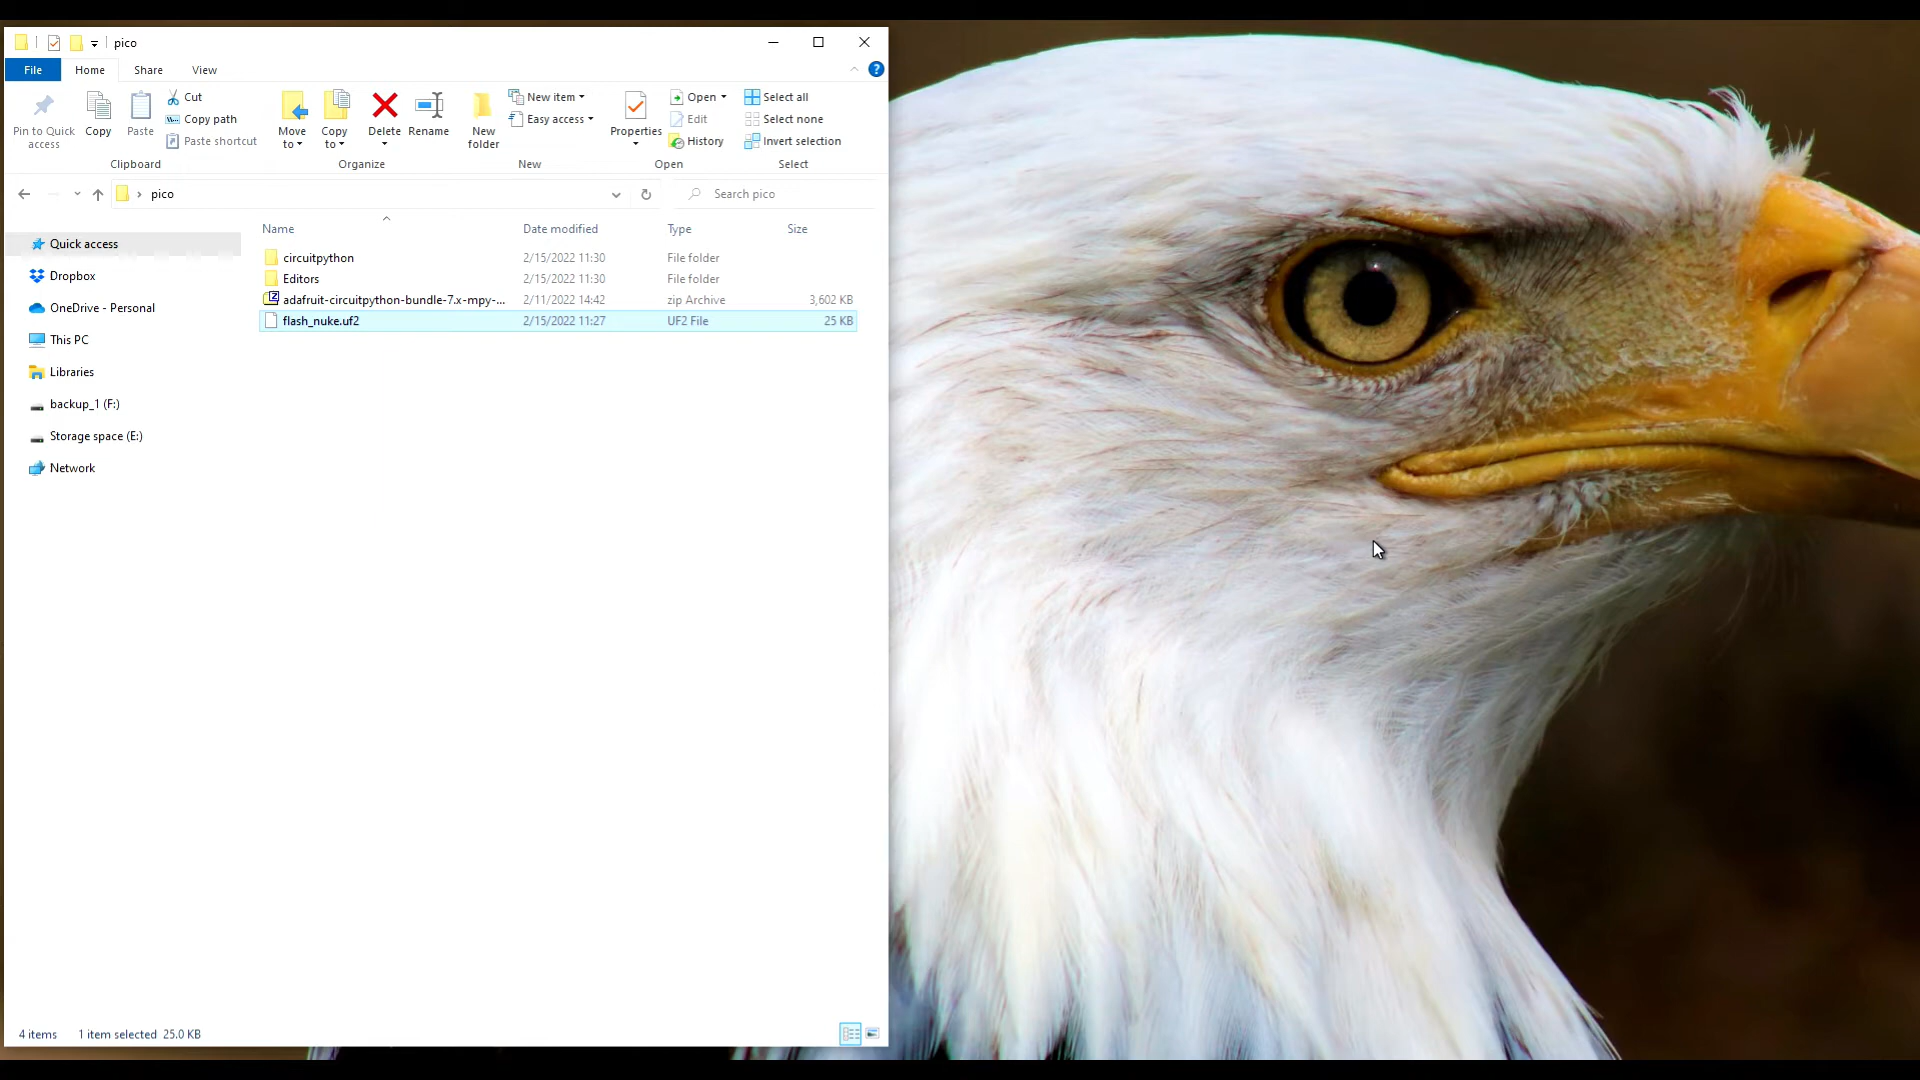 pico
File Home Share View
Pin to Quick access
Copy
Paste
Cut
Copy path
Paste shortcut
Clipboard
Move to
Copy to
Delete
Rename
Organize
New folder
New item
Easy access
New
Properties
Open
Edit
History
Open
Select all
Select none
Invert selection
Select
pico
Search pico
Quick access
Dropbox
OneDrive - Personal
This PC
Libraries
backup_1 (F:)
Storage space (E:)
Network
Name Date modified Type Size
circuitpython 2/15/2022 11:30 File folder
Editors 2/15/2022 11:30 File folder
adafruit-circuitpython-bundle-7.x-mpy-... 2/11/2022 14:42 zip Archive 3,602 KB
flash_nuke.uf2 2/15/2022 11:27 UF2 File 25 KB
4 items 1 item selected 25.0 KB